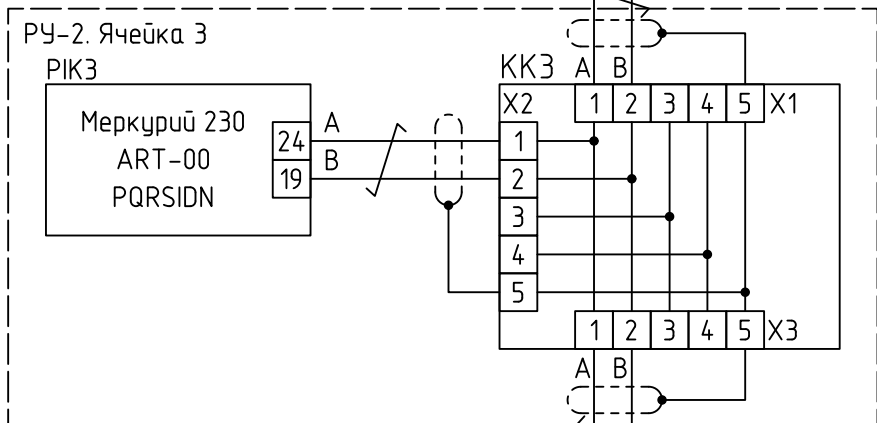 РУ-2. Ячейка 3
PIK3
Меркурий 230
ART-00
PQRSIDN
24
19
A
B
KK3
A B
X2
1 2 3 4 5 X1
1
2
3
4
5
1 2 3 4 5 X3
A B